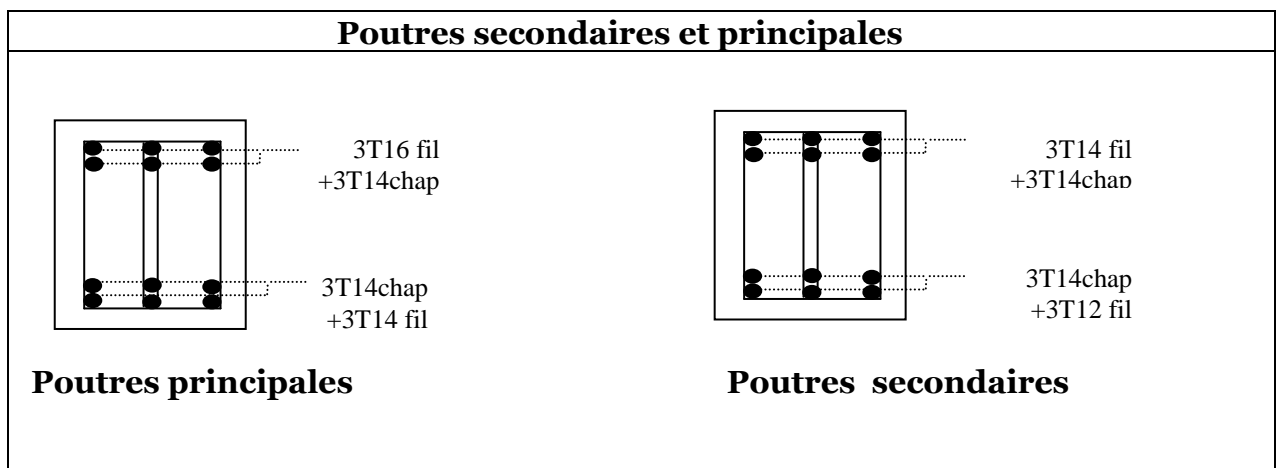 Poutres secondaires et principales
3T16 fil
+3T14chap
3T14chap
+3T14 fil
Poutres principales
3T14 fil
+3T14chap
3T14chap
+3T12 fil
Poutres secondaires